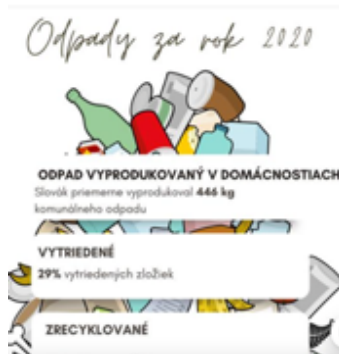 Odpady za rok 2020
ODPAD VYPRODUKOVANÝ V DOMÁCNOSTIACH
Slovák priemerne vyprodukoval 446 kg
komunálneho odpadu
VYTRIEDENÉ
29% vytriedených zložiek
ZRECYKLOVANÉ